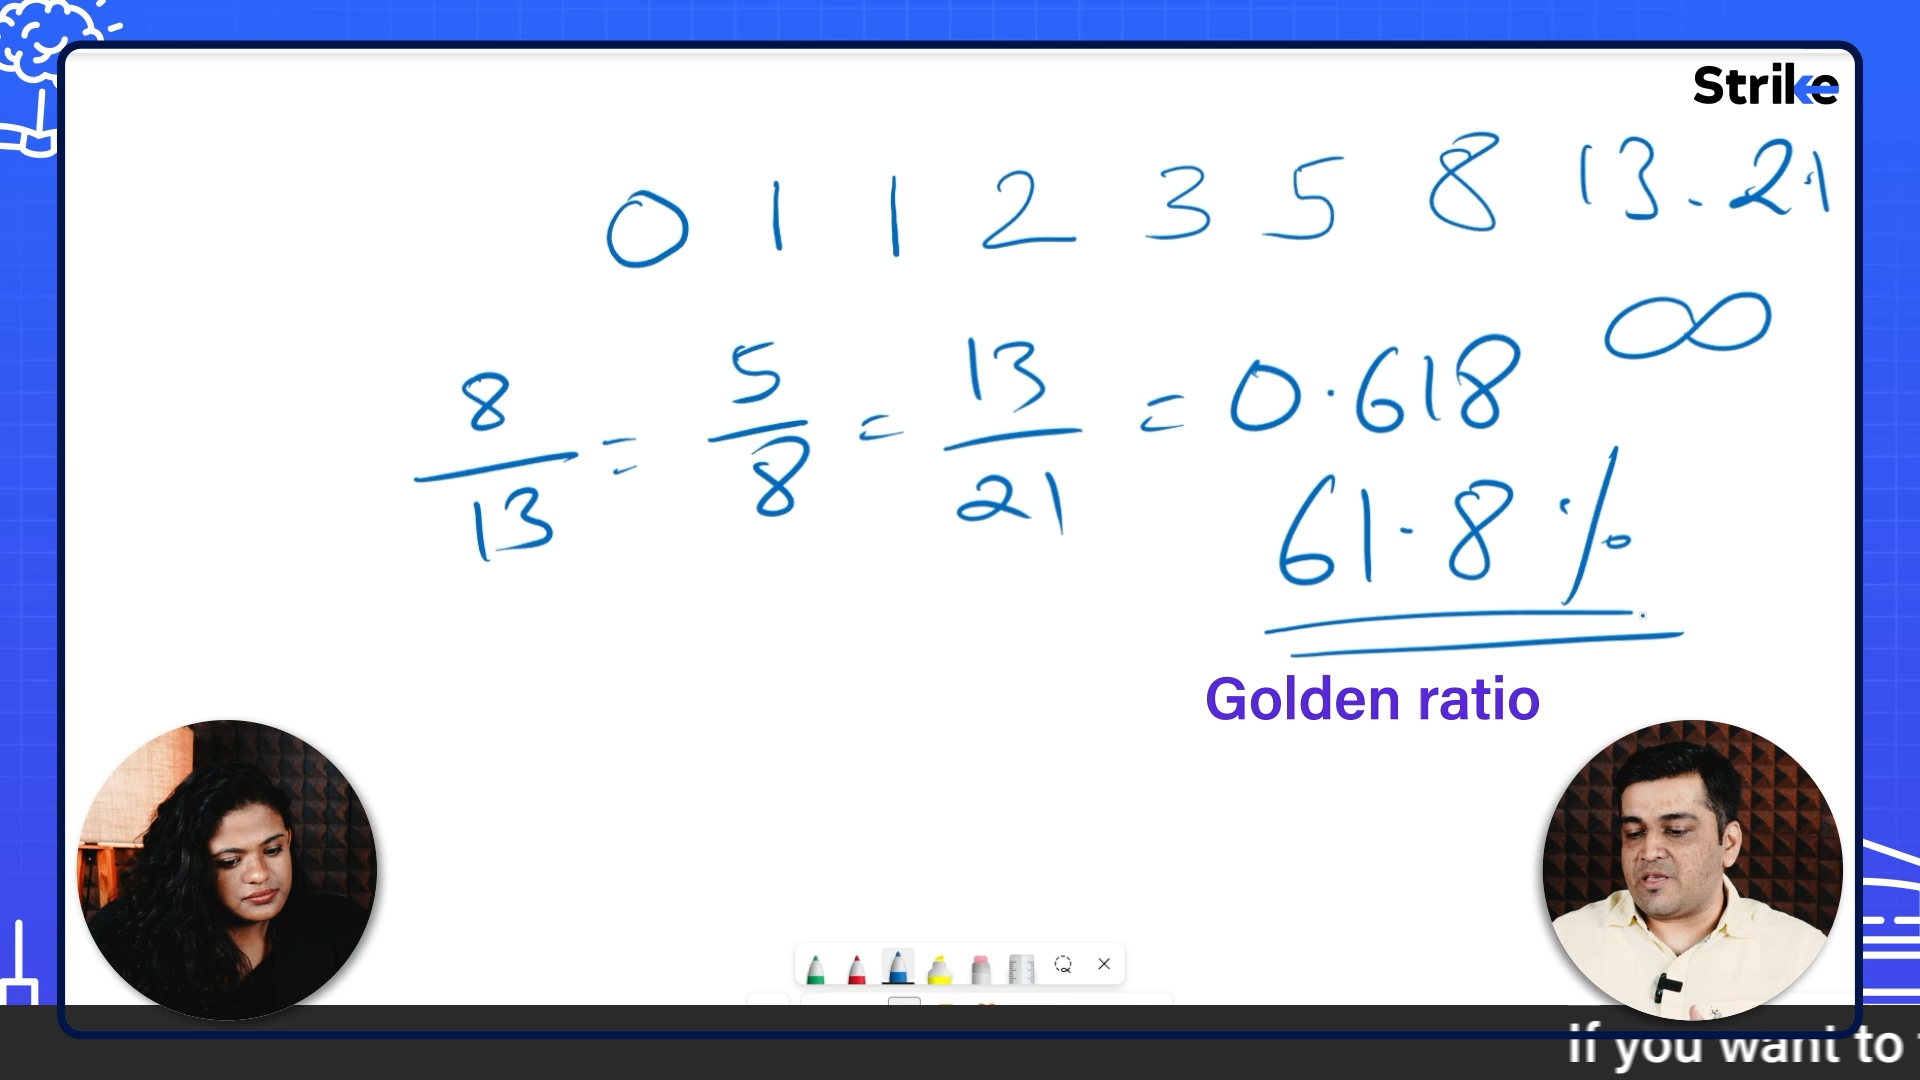 Strike
0 1 1 2 3 5 8 13. 21
∞
8/13 = 5/8 = 13/21 = 0.618
61.8%
Golden ratio
If you want to